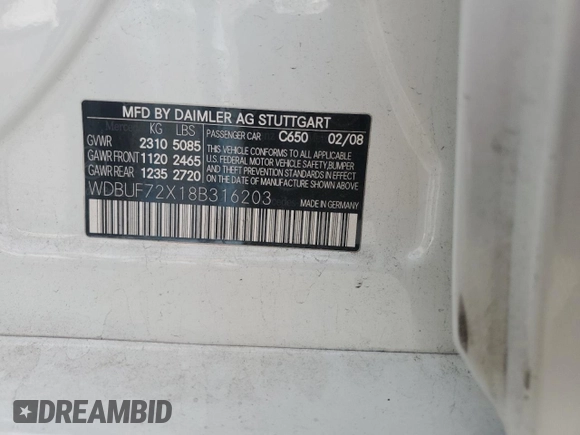 MFD BY DAIMLER AG STUTTGART
KG LBS PASSENGER CAR C650 02/08
GVWR 2310 5085 THIS VEHICLE CONFORMS TO ALL APPLICABLE
GAWR FRONT 1120 2465 U.S. FEDERAL MOTOR VEHICLE SAFETY,BUMPER
GAWR REAR 1235 2720 AND THEFT PREVENTION STANDARDS IN EFFECT
ON THE DATE OF MANUFACTURE SHOWN ABOVE.
WDBUF72X18B316203
MADE IN GERMANY
DREAMBID